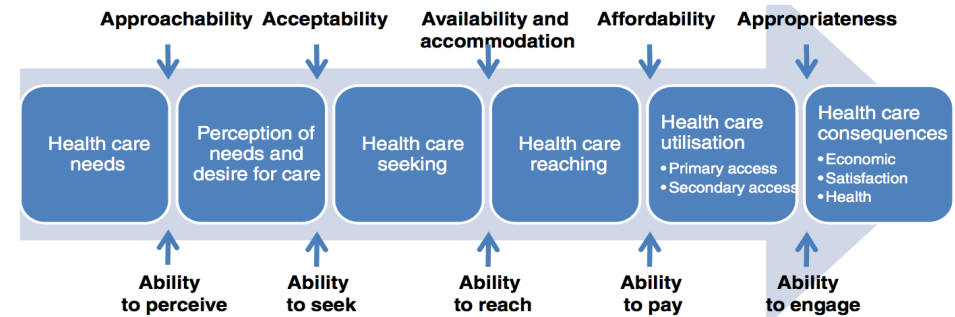 Approachability
Acceptability
Availability and
accommodation
Affordability
Appropriateness
Health care
needs
Perception of
needs and
desire for care
Health care
seeking
Health care
reaching
Health care
utilisation
• Primary access
• Secondary access
Health care
consequences
• Economic
• Satisfaction
• Health
Ability
to perceive
Ability
to seek
Ability
to reach
Ability
to pay
Ability
to engage